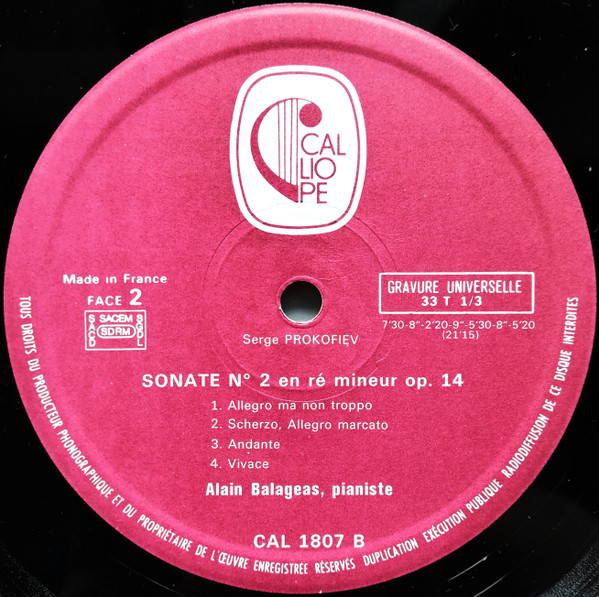 CAL
LIO
PE
Made in France
FACE 2
SACD SACEM SGDL
SDRM
GRAVURE UNIVERSELLE
33 T 1/3
7'30-8"-2'20-9"-5'30-8"-5'20
(21'15)
Serge PROKOFIEV
SONATE N° 2 en ré mineur op. 14
1. Allegro ma non troppo
2. Scherzo, Allegro marcato
3. Andante
4. Vivace
Alain Balageas, pianiste
CAL 1807 B
TOUS DROITS DU PRODUCTEUR PHONOGRAPHIQUE ET DU PROPRIÉTAIRE DE L'ŒUVRE ENREGISTRÉE RÉSERVÉS DUPLICATION EXÉCUTION PUBLIQUE RADIODIFFUSION DE CE DISQUE INTERDITES